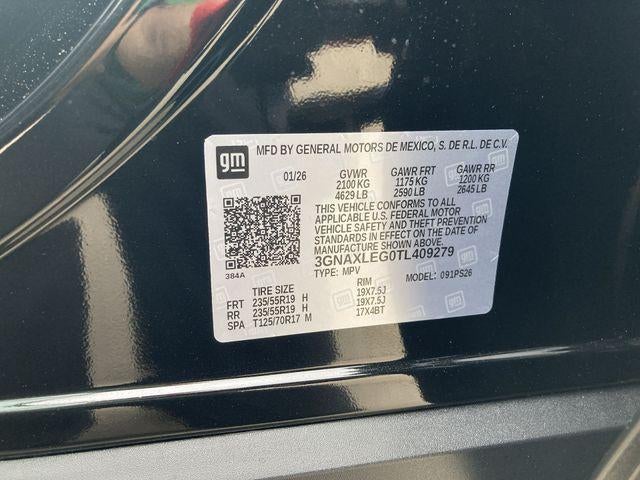 gm MFD BY GENERAL MOTORS DE MEXICO, S. DE R.L. DE C.V.
01/26 GVWR GAWR FRT GAWR RR
2100 KG 1175 KG 1200 KG
4629 LB 2590 LB 2645 LB
THIS VEHICLE CONFORMS TO ALL
APPLICABLE U.S. FEDERAL MOTOR
VEHICLE SAFETY AND THEFT PREVENTION
STANDARDS IN EFFECT ON THE DATE OF
MANUFACTURE SHOWN ABOVE.
3GNAXLEG0TL409279
384A TYPE: MPV MODEL: 091PS26
TIRE SIZE RIM
FRT 235/55R19 H 19X7.5J
RR 235/55R19 H 19X7.5J
SPA T125/70R17 M 17X4BT